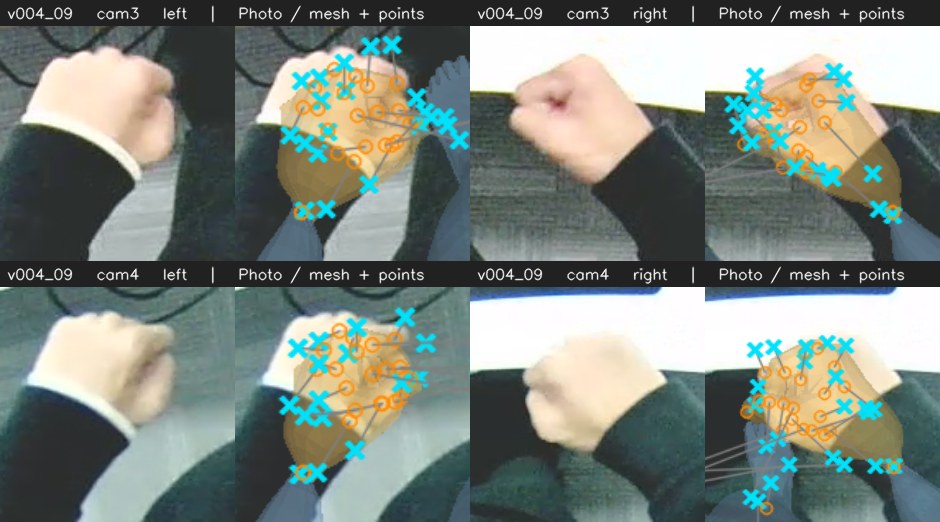 v004_09 cam3 left | Photo / mesh + points
v004_09 cam3 right | Photo / mesh + points
v004_09 cam4 left | Photo / mesh + points
v004_09 cam4 right | Photo / mesh + points